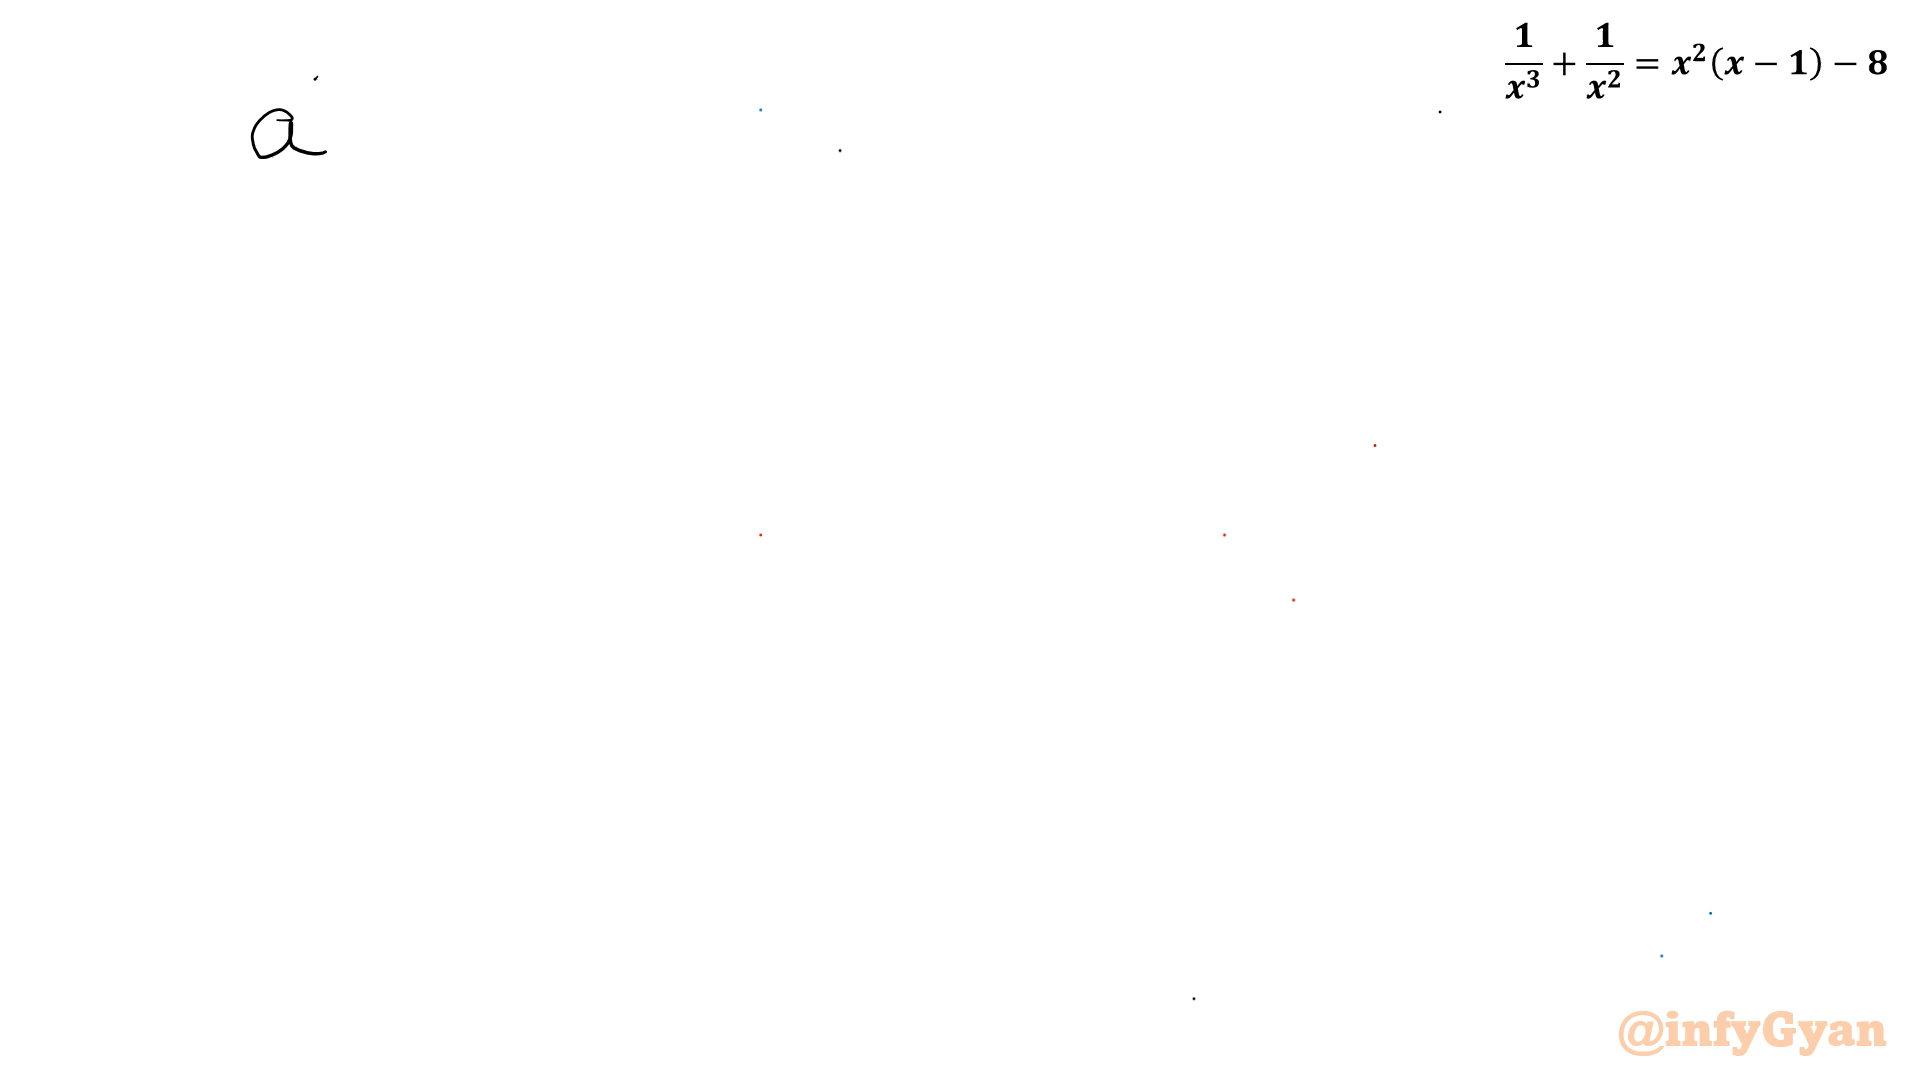 1/x³ + 1/x² = x²(x − 1) − 8
a
@infyGyan